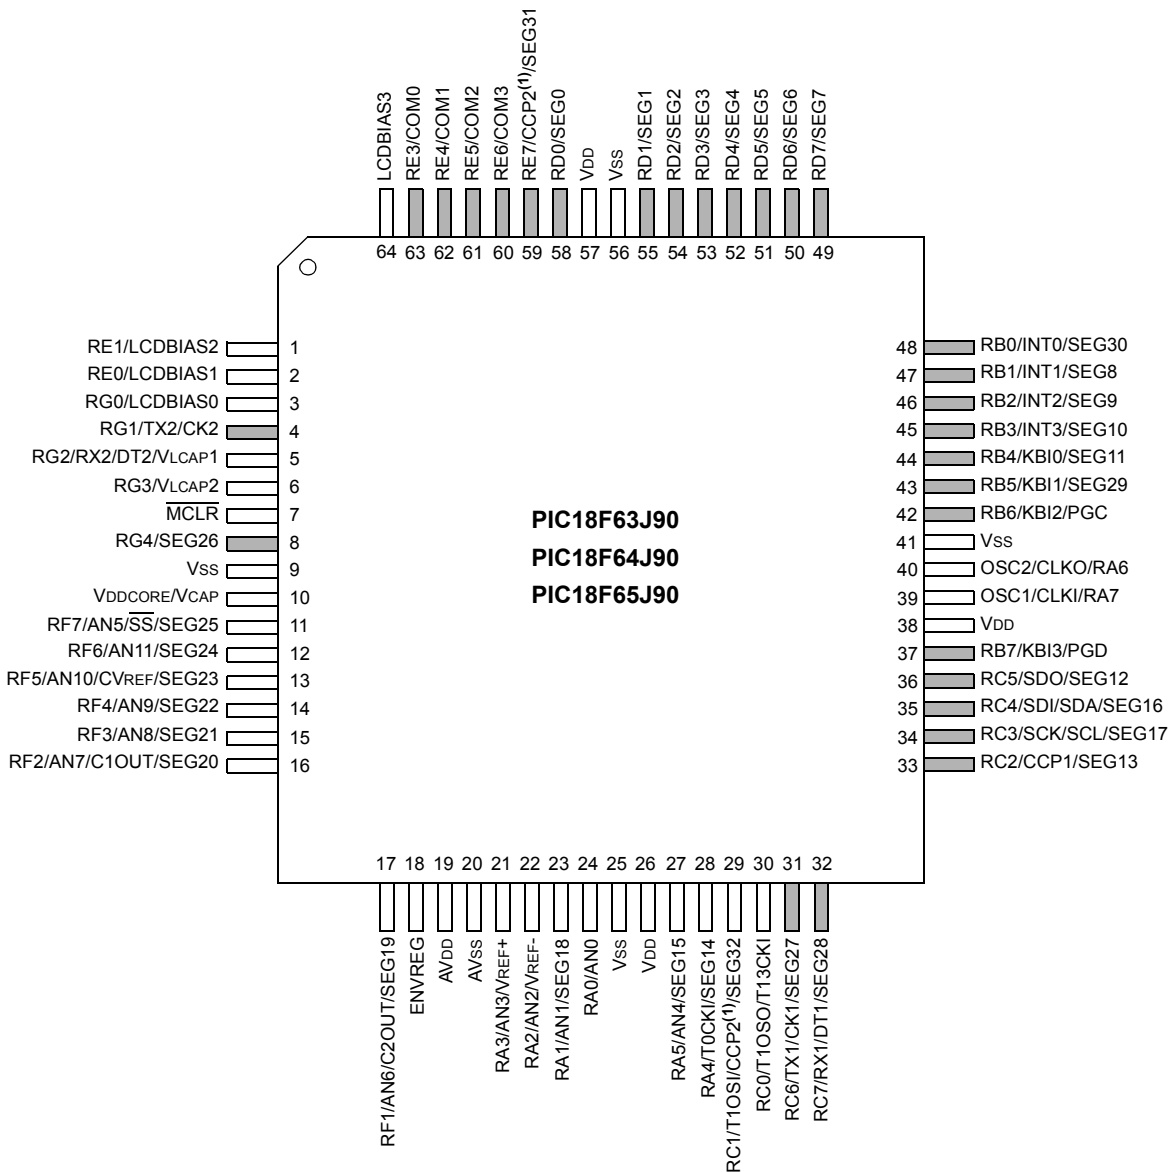 LCDBIAS3
RE3/COM0
RE4/COM1
RE5/COM2
RE6/COM3
RE7/CCP2(1)/SEG31
RD0/SEG0
VDD
VSS
RD1/SEG1
RD2/SEG2
RD3/SEG3
RD4/SEG4
RD5/SEG5
RD6/SEG6
RD7/SEG7
64 63 62 61 60 59 58 57 56 55 54 53 52 51 50 49
RE1/LCDBIAS2 1
RE0/LCDBIAS1 2
RG0/LCDBIAS0 3
RG1/TX2/CK2 4
RG2/RX2/DT2/VLCAP1 5
RG3/VLCAP2 6
MCLR 7
RG4/SEG26 8
VSS 9
VDDCORE/VCAP 10
RF7/AN5/SS/SEG25 11
RF6/AN11/SEG24 12
RF5/AN10/CVREF/SEG23 13
RF4/AN9/SEG22 14
RF3/AN8/SEG21 15
RF2/AN7/C1OUT/SEG20 16
PIC18F63J90
PIC18F64J90
PIC18F65J90
48 RB0/INT0/SEG30
47 RB1/INT1/SEG8
46 RB2/INT2/SEG9
45 RB3/INT3/SEG10
44 RB4/KBI0/SEG11
43 RB5/KBI1/SEG29
42 RB6/KBI2/PGC
41 VSS
40 OSC2/CLKO/RA6
39 OSC1/CLKI/RA7
38 VDD
37 RB7/KBI3/PGD
36 RC5/SDO/SEG12
35 RC4/SDI/SDA/SEG16
34 RC3/SCK/SCL/SEG17
33 RC2/CCP1/SEG13
17 18 19 20 21 22 23 24 25 26 27 28 29 30 31 32
RF1/AN6/C2OUT/SEG19
ENVREG
AVDD
AVSS
RA3/AN3/VREF+
RA2/AN2/VREF-
RA1/AN1/SEG18
RA0/AN0
VSS
VDD
RA5/AN4/SEG15
RA4/T0CKI/SEG14
RC1/T1OSI/CCP2(1)/SEG32
RC0/T1OSO/T13CKI
RC6/TX1/CK1/SEG27
RC7/RX1/DT1/SEG28